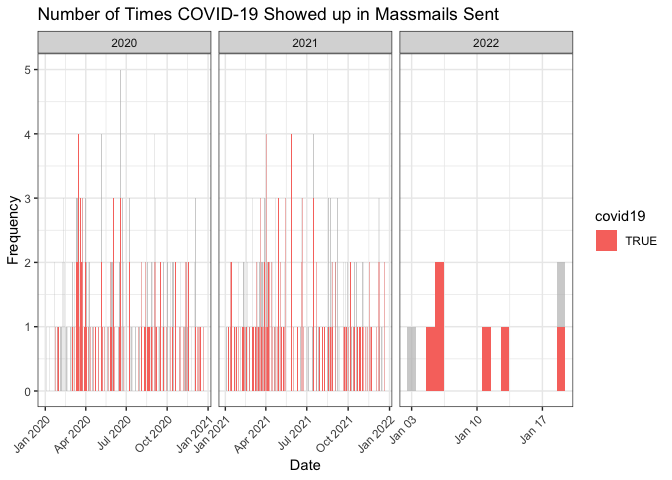 Number of Times COVID-19 Showed up in Massmails Sent
2020
2021
2022
Frequency
5
4
3
2
1
0
Jan 2020
Apr 2020
Jul 2020
Oct 2020
Jan 2021
Jan 2021
Apr 2021
Jul 2021
Oct 2021
Jan 2022
Jan 03
Jan 10
Jan 17
Date
covid19
TRUE